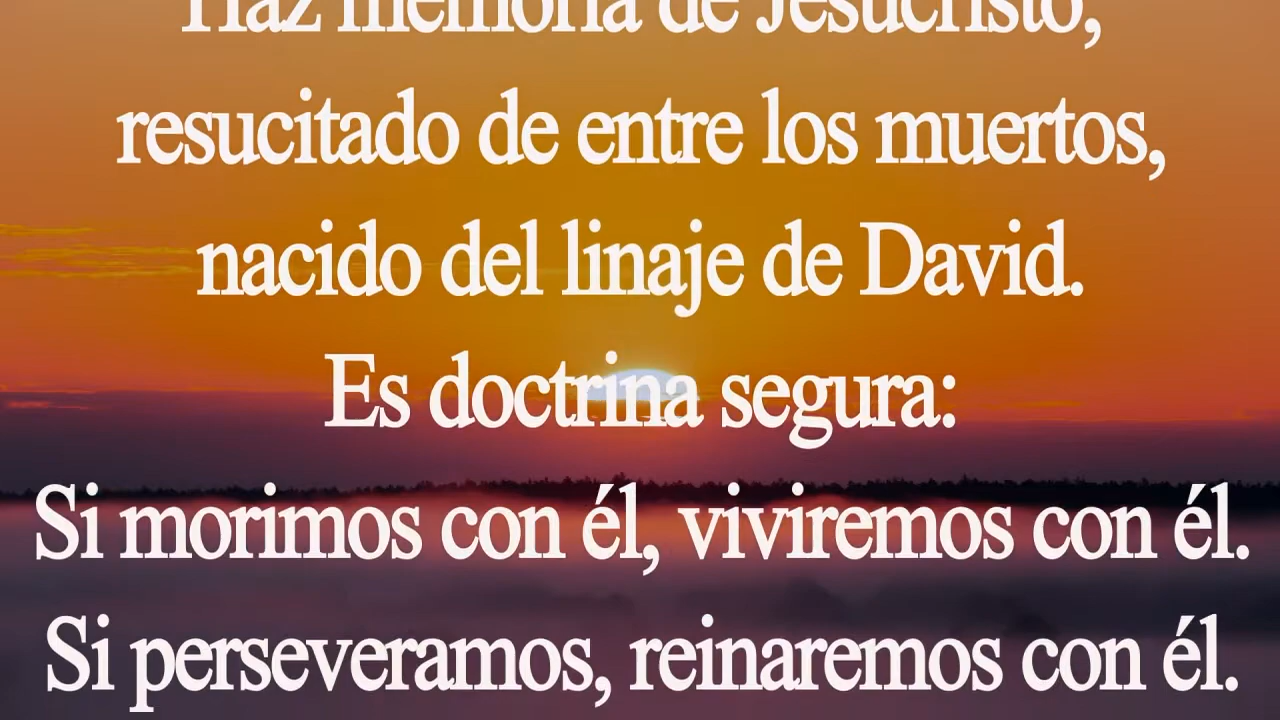 Haz memoria de Jesucristo,
resucitado de entre los muertos,
nacido del linaje de David.
Es doctrina segura:
Si morimos con él, viviremos con él.
Si perseveramos, reinaremos con él.